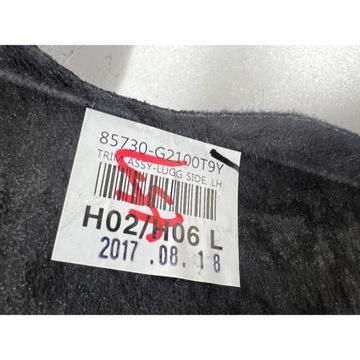 85730-G2100T9Y
TRIM ASSY-LUGG SIDE, LH
H02/H06 L
2017 .08.18